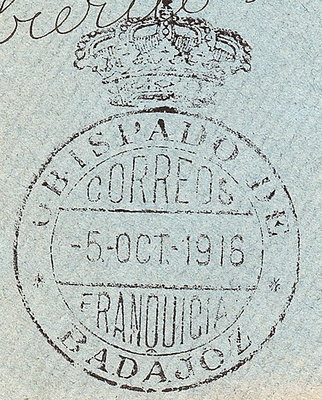 OBISPADO DE
CORREOS
-5-OCT-1916
FRANQUICIA
BADAJOZ